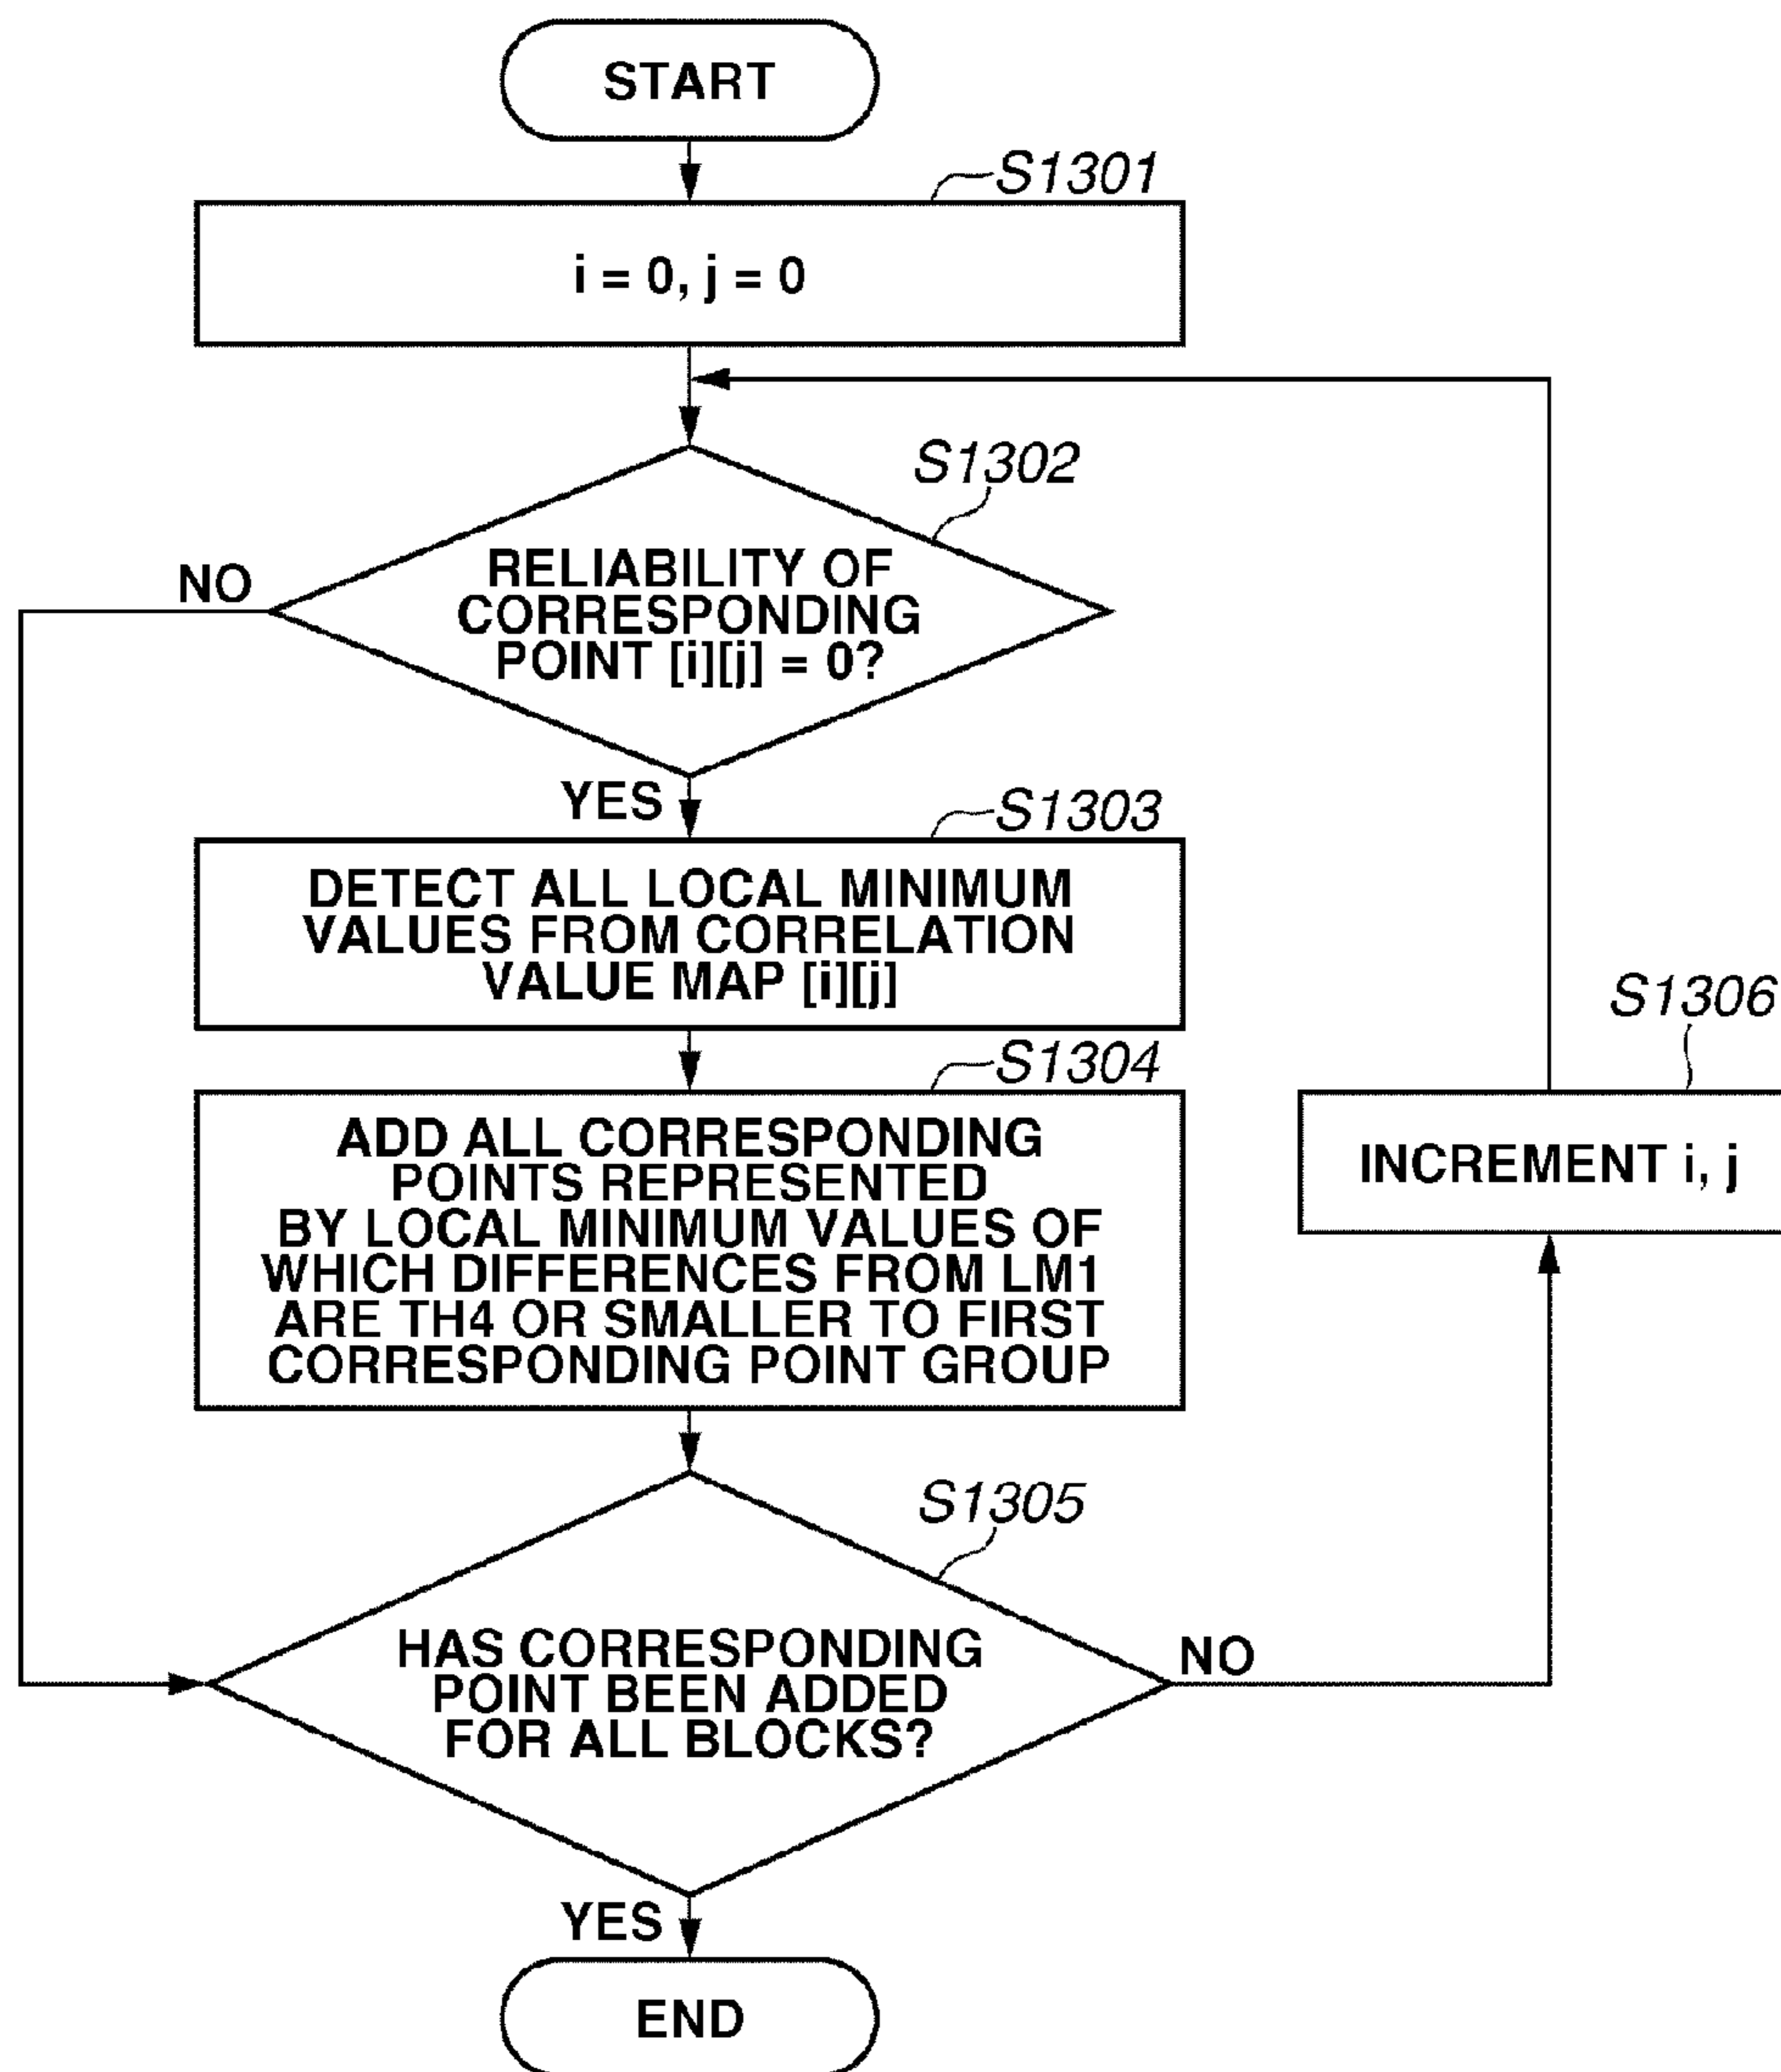 START
S1301
i = 0, j = 0
S1302
RELIABILITY OF
CORRESPONDING
POINT [i][j] = 0?
NO
YES
S1303
DETECT ALL LOCAL MINIMUM
VALUES FROM CORRELATION
VALUE MAP [i][j]
S1304
ADD ALL CORRESPONDING
POINTS REPRESENTED
BY LOCAL MINIMUM VALUES OF
WHICH DIFFERENCES FROM LM1
ARE TH4 OR SMALLER TO FIRST
CORRESPONDING POINT GROUP
S1306
INCREMENT i, j
S1305
HAS CORRESPONDING
POINT BEEN ADDED
FOR ALL BLOCKS?
NO
YES
END